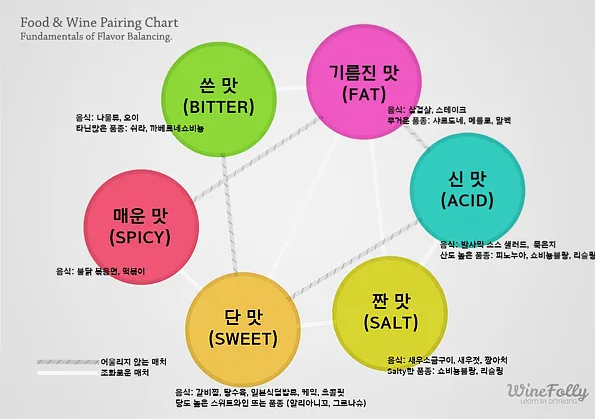 Food & Wine Pairing Chart
Fundamentals of Flavor Balancing.
기름진 맛
(FAT)
음식: 삼겹살, 스테이크
무거운 품종: 샤르도네, 메를로, 말벡
쓴 맛
(BITTER)
음식: 나물류, 오이
타닌많은 품종: 쉬라, 까베르네쇼비뇽
신 맛
(ACID)
음식: 발사믹 소스 샐러드, 묵은지
산도 높은 품종: 피노누아, 쇼비뇽블랑, 리슬링
매운 맛
(SPICY)
음식: 불닭 볶음면, 떡볶이
단 맛
(SWEET)
음식: 갈비찜, 탕수육, 일본식덮밥류, 케익, 초콜릿
당도 높은 스위트와인 또는 품종 (알리아니꼬, 그르나슈)
짠 맛
(SALT)
음식: 새우소금구이, 새우젓, 짱아치
Salty한 품종: 쇼비뇽블랑, 리슬링
어울리지 않는 매치
조화로운 매치
WineFolly
LEARN BY DRINKING